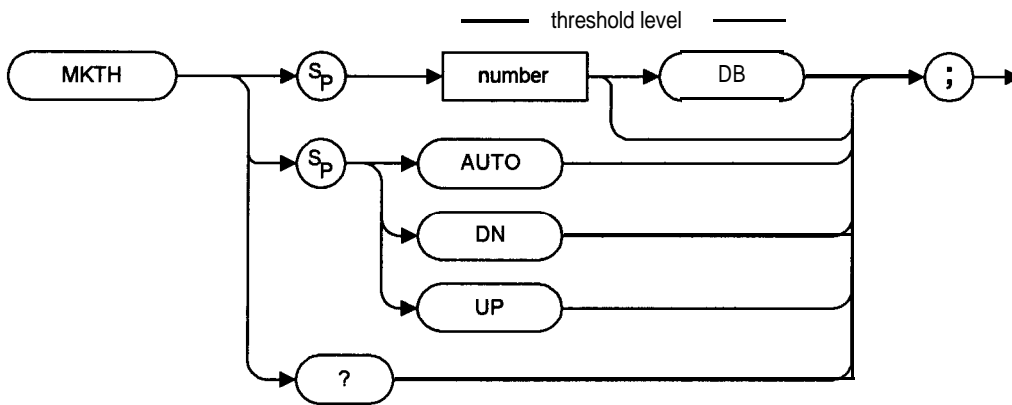 threshold level
MKTH SP number DB ;
SP AUTO
DN
UP
?